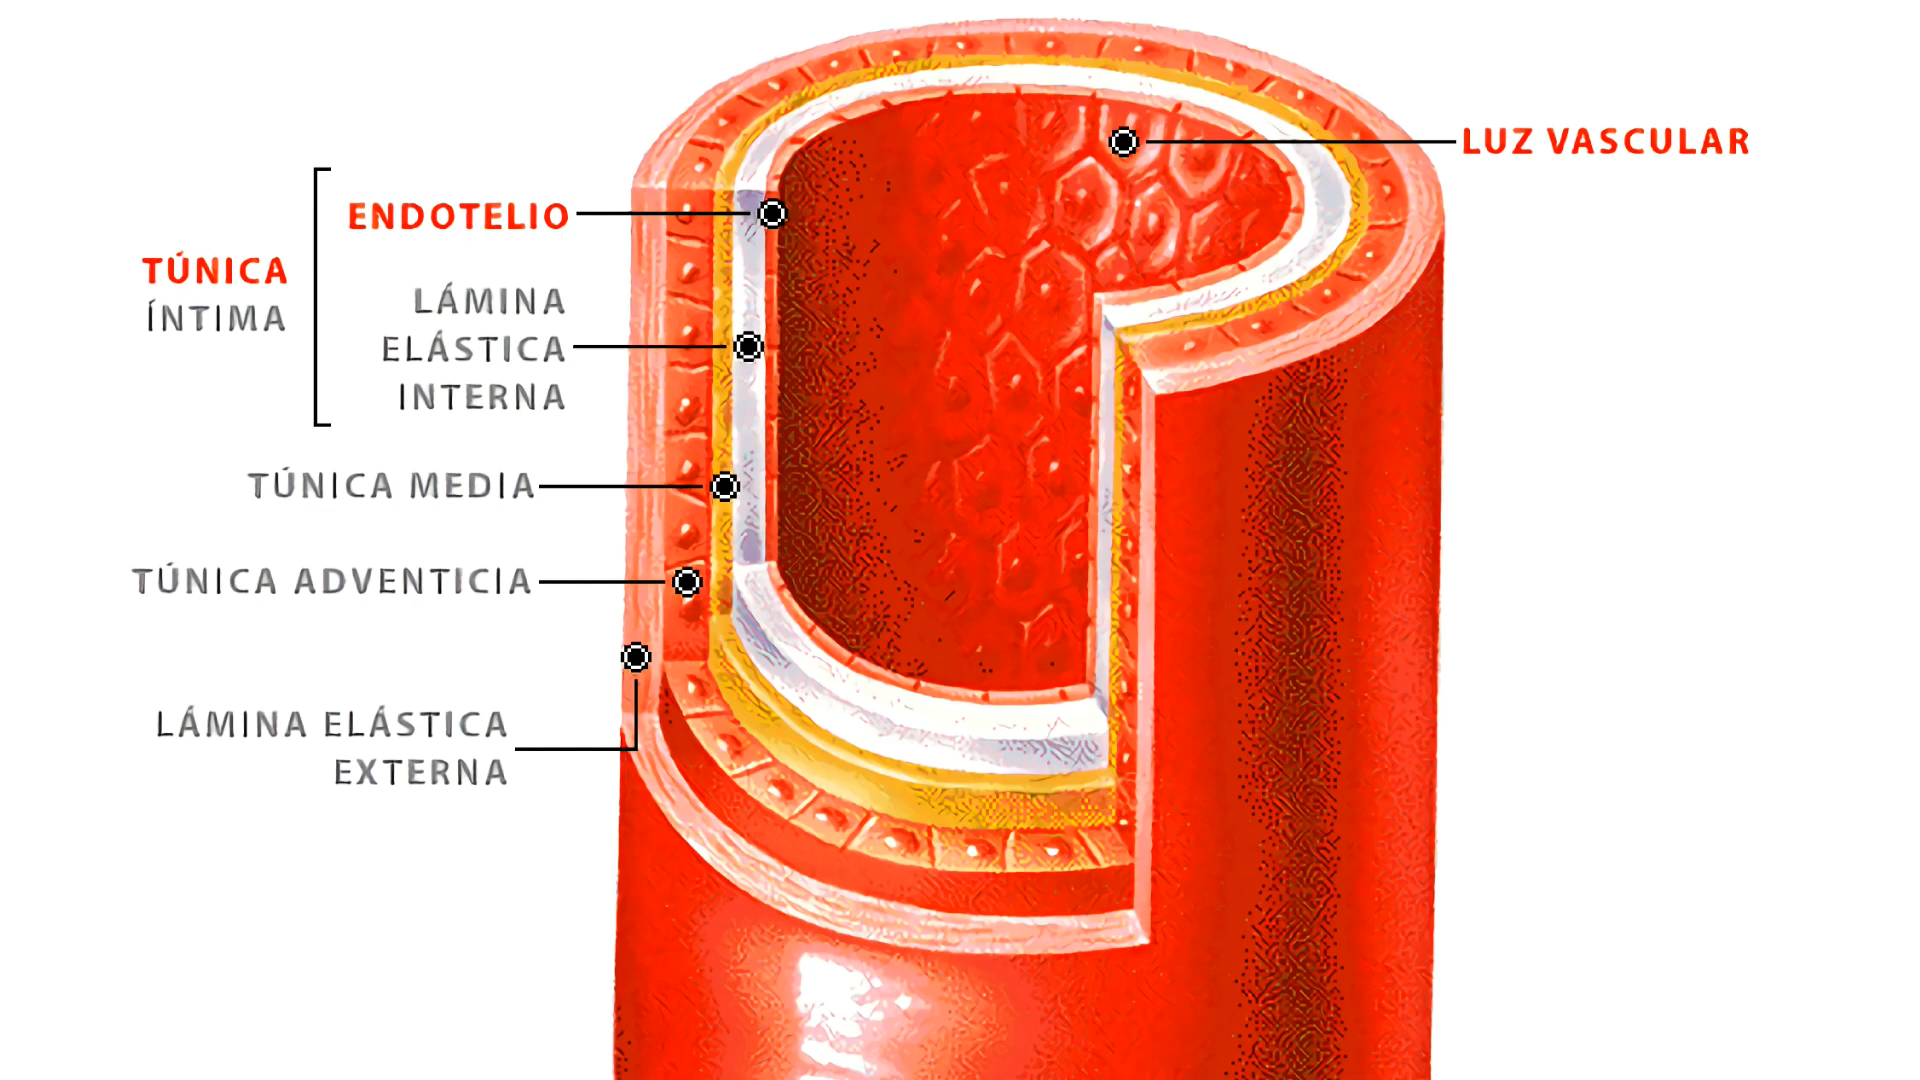 LUZ VASCULAR
ENDOTELIO
TÚNICA
ÍNTIMA
LÁMINA
ELÁSTICA
INTERNA
TÚNICA MEDIA
TÚNICA ADVENTICIA
LÁMINA ELÁSTICA
EXTERNA